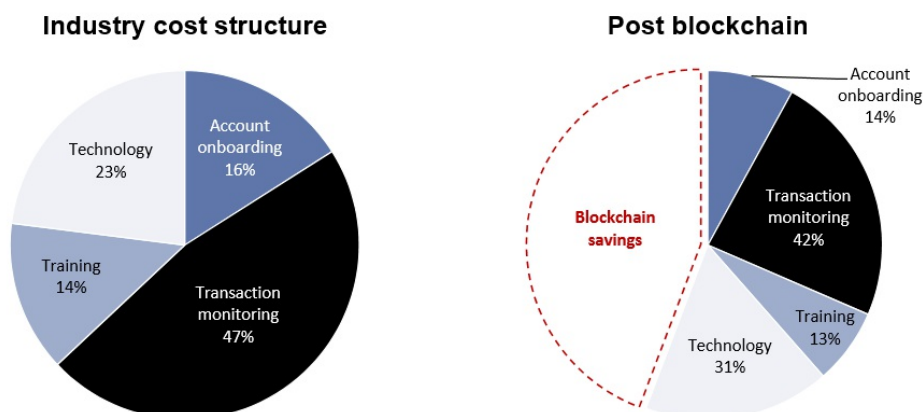 Industry cost structure
Technology
23%
Account
onboarding
16%
Training
14%
Transaction
monitoring
47%
Post blockchain
Account
onboarding
14%
Blockchain
savings
Transaction
monitoring
42%
Training
13%
Technology
31%